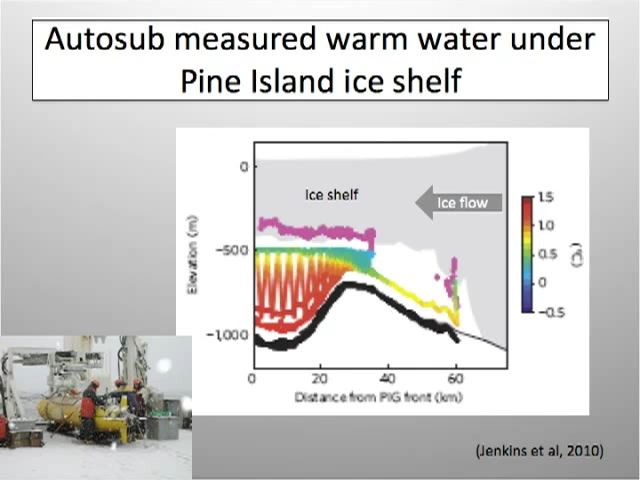 Autosub measured warm water under
Pine Island ice shelf
0
Ice shelf
Ice flow
−500
−1,000
Elevation (m)
0 20 40 60
Distance from PIG front (km)
1.5
1.0
0.5
0
−0.5
(°C)
(Jenkins et al, 2010)